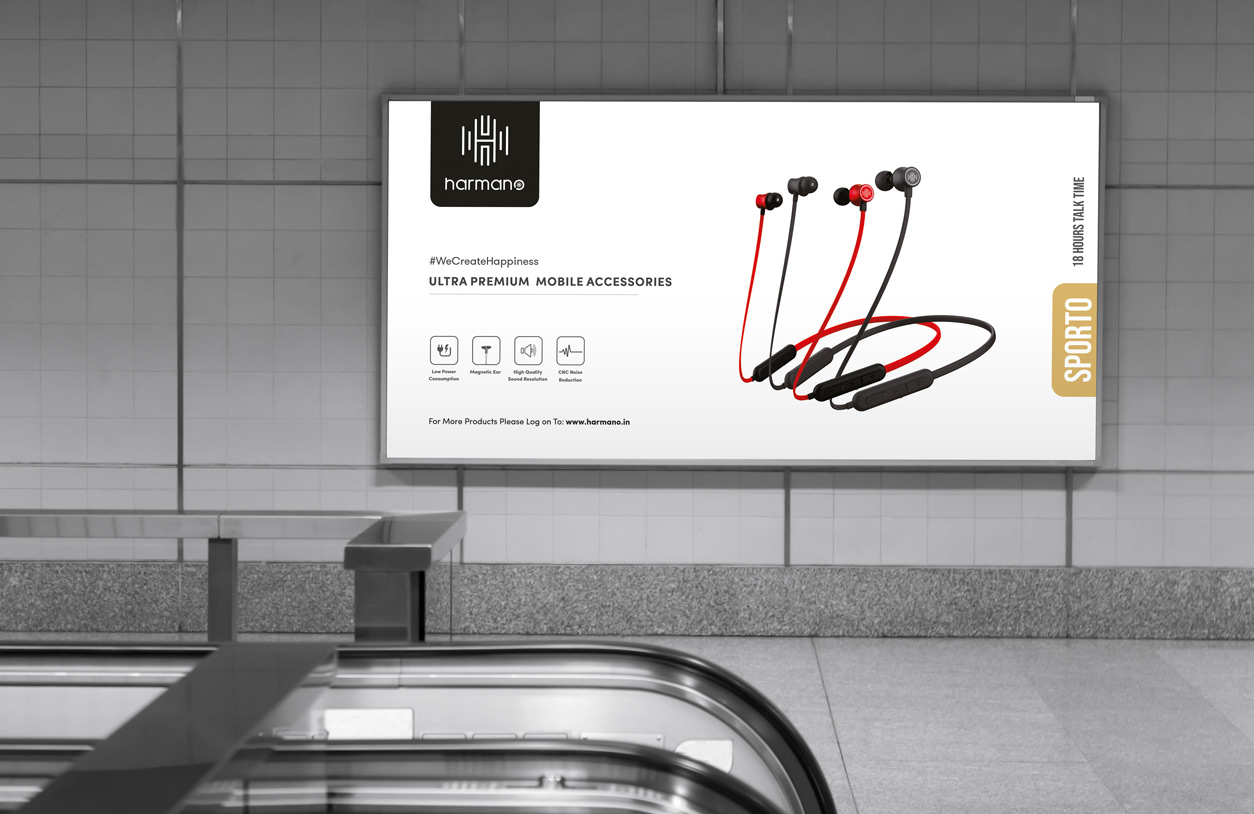 harmano
#WeCreateHappiness
ULTRA PREMIUM MOBILE ACCESSORIES
Low Power
Consumption
Magnetic Ear
High Quality
Sound Resolution
CNC Noise
Reduction
For More Products Please Log on To: www.harmano.in
18 HOURS TALK TIME
SPORTO